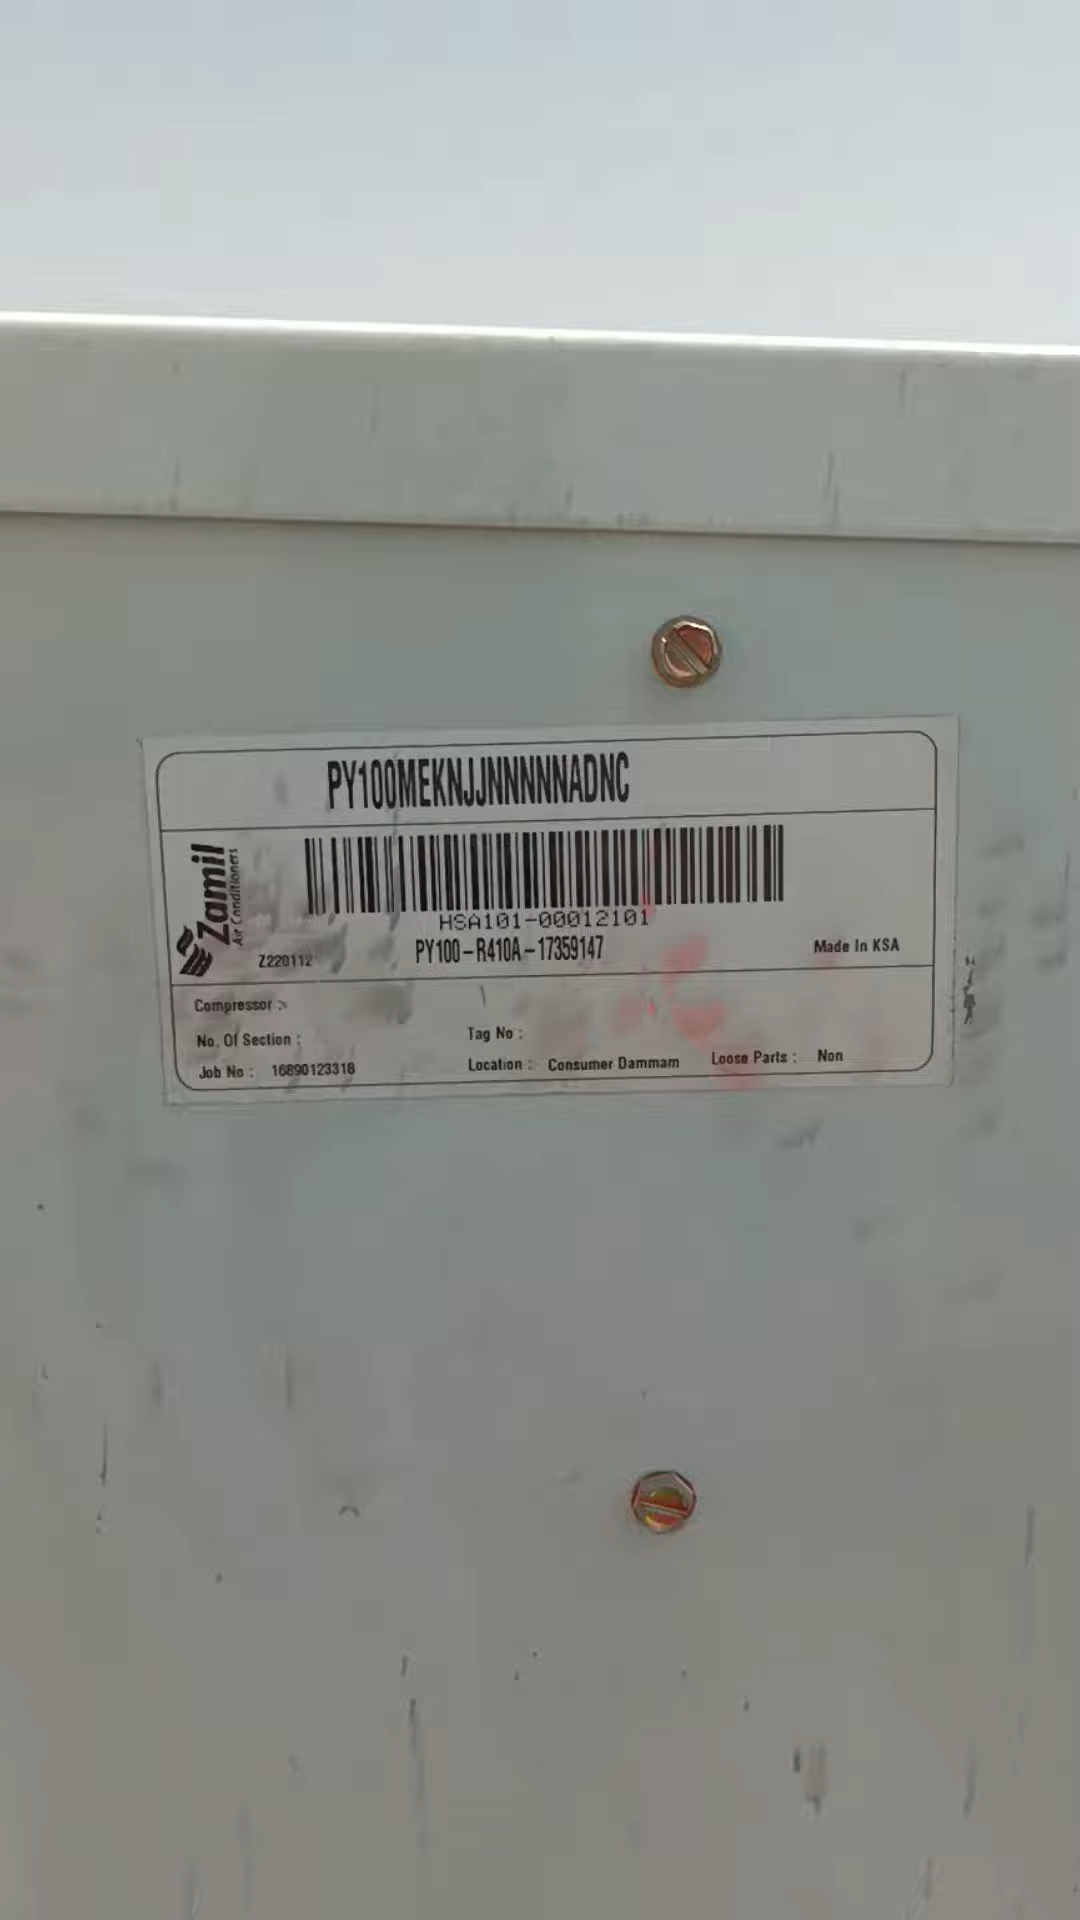 PY100MEKNJJNNNNNNADNC
Zamil
Air Conditioners
HSA101-00012101
Z220112
PY100-R410A-17359147
Made In KSA
Compressor :
No. Of Section :
Tag No :
Job No : 16890123318
Location : Consumer Dammam
Loose Parts : Non